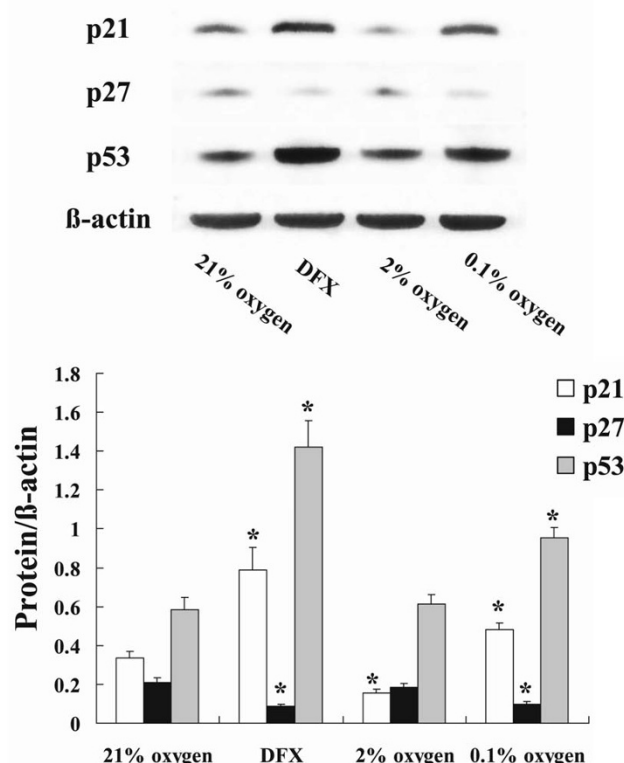 p21
p27
p53
ß-actin
21% oxygen DFX 2% oxygen 0.1% oxygen
Protein/ß-actin
1.8
1.6
1.4
1.2
1
0.8
0.6
0.4
0.2
0
* * * * * * *
p21
p27
p53
21% oxygen DFX 2% oxygen 0.1% oxygen